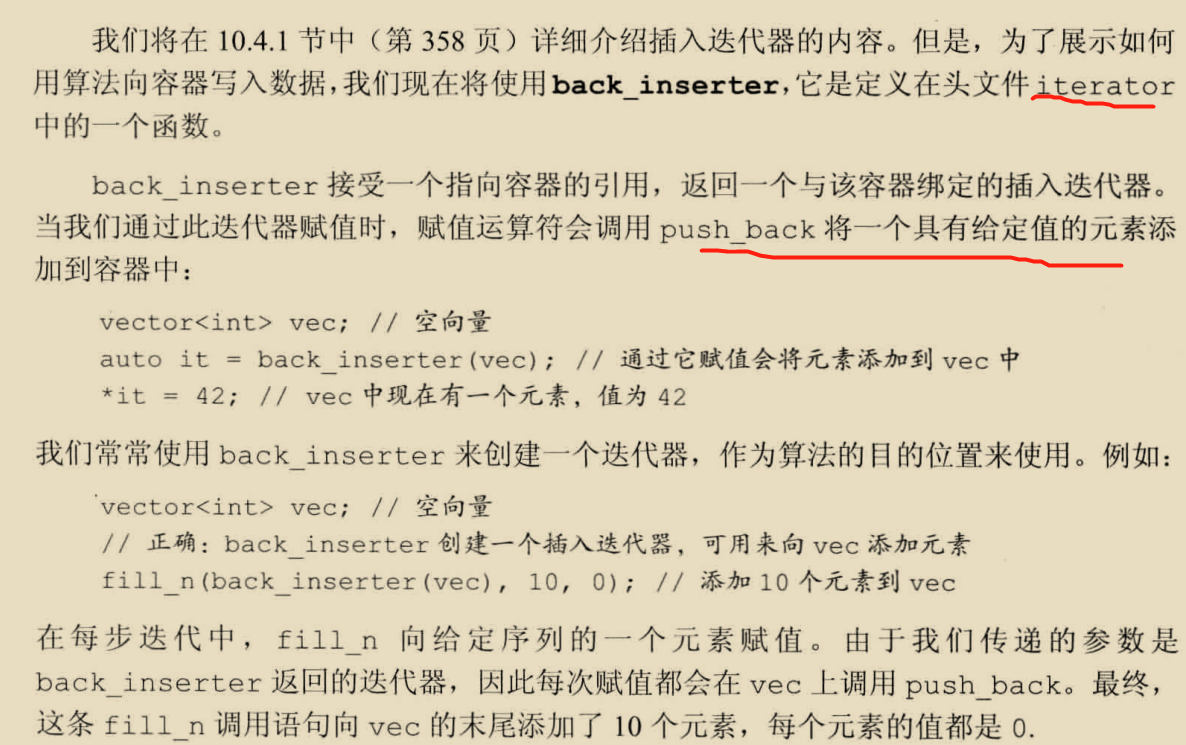 我们将在 10.4.1 节中（第 358 页）详细介绍插入迭代器的内容。但是，为了展示如何
用算法向容器写入数据，我们现在将使用back_inserter，它是定义在头文件 iterator
中的一个函数。
back_inserter 接受一个指向容器的引用，返回一个与该容器绑定的插入迭代器。
当我们通过此迭代器赋值时，赋值运算符会调用 push_back 将一个具有给定值的元素添
加到容器中：
vector<int> vec; // 空向量
auto it = back_inserter(vec); // 通过它赋值会将元素添加到 vec 中
*it = 42; // vec 中现在有一个元素，值为 42
我们常常使用 back_inserter 来创建一个迭代器，作为算法的目的位置来使用。例如：
vector<int> vec; // 空向量
// 正确：back_inserter 创建一个插入迭代器，可用来向 vec 添加元素
fill_n(back_inserter(vec), 10, 0); // 添加 10 个元素到 vec
在每步迭代中，fill_n 向给定序列的一个元素赋值。由于我们传递的参数是
back_inserter 返回的迭代器，因此每次赋值都会在 vec 上调用 push_back。最终，
这条 fill_n 调用语句向 vec 的末尾添加了 10 个元素，每个元素的值都是 0.